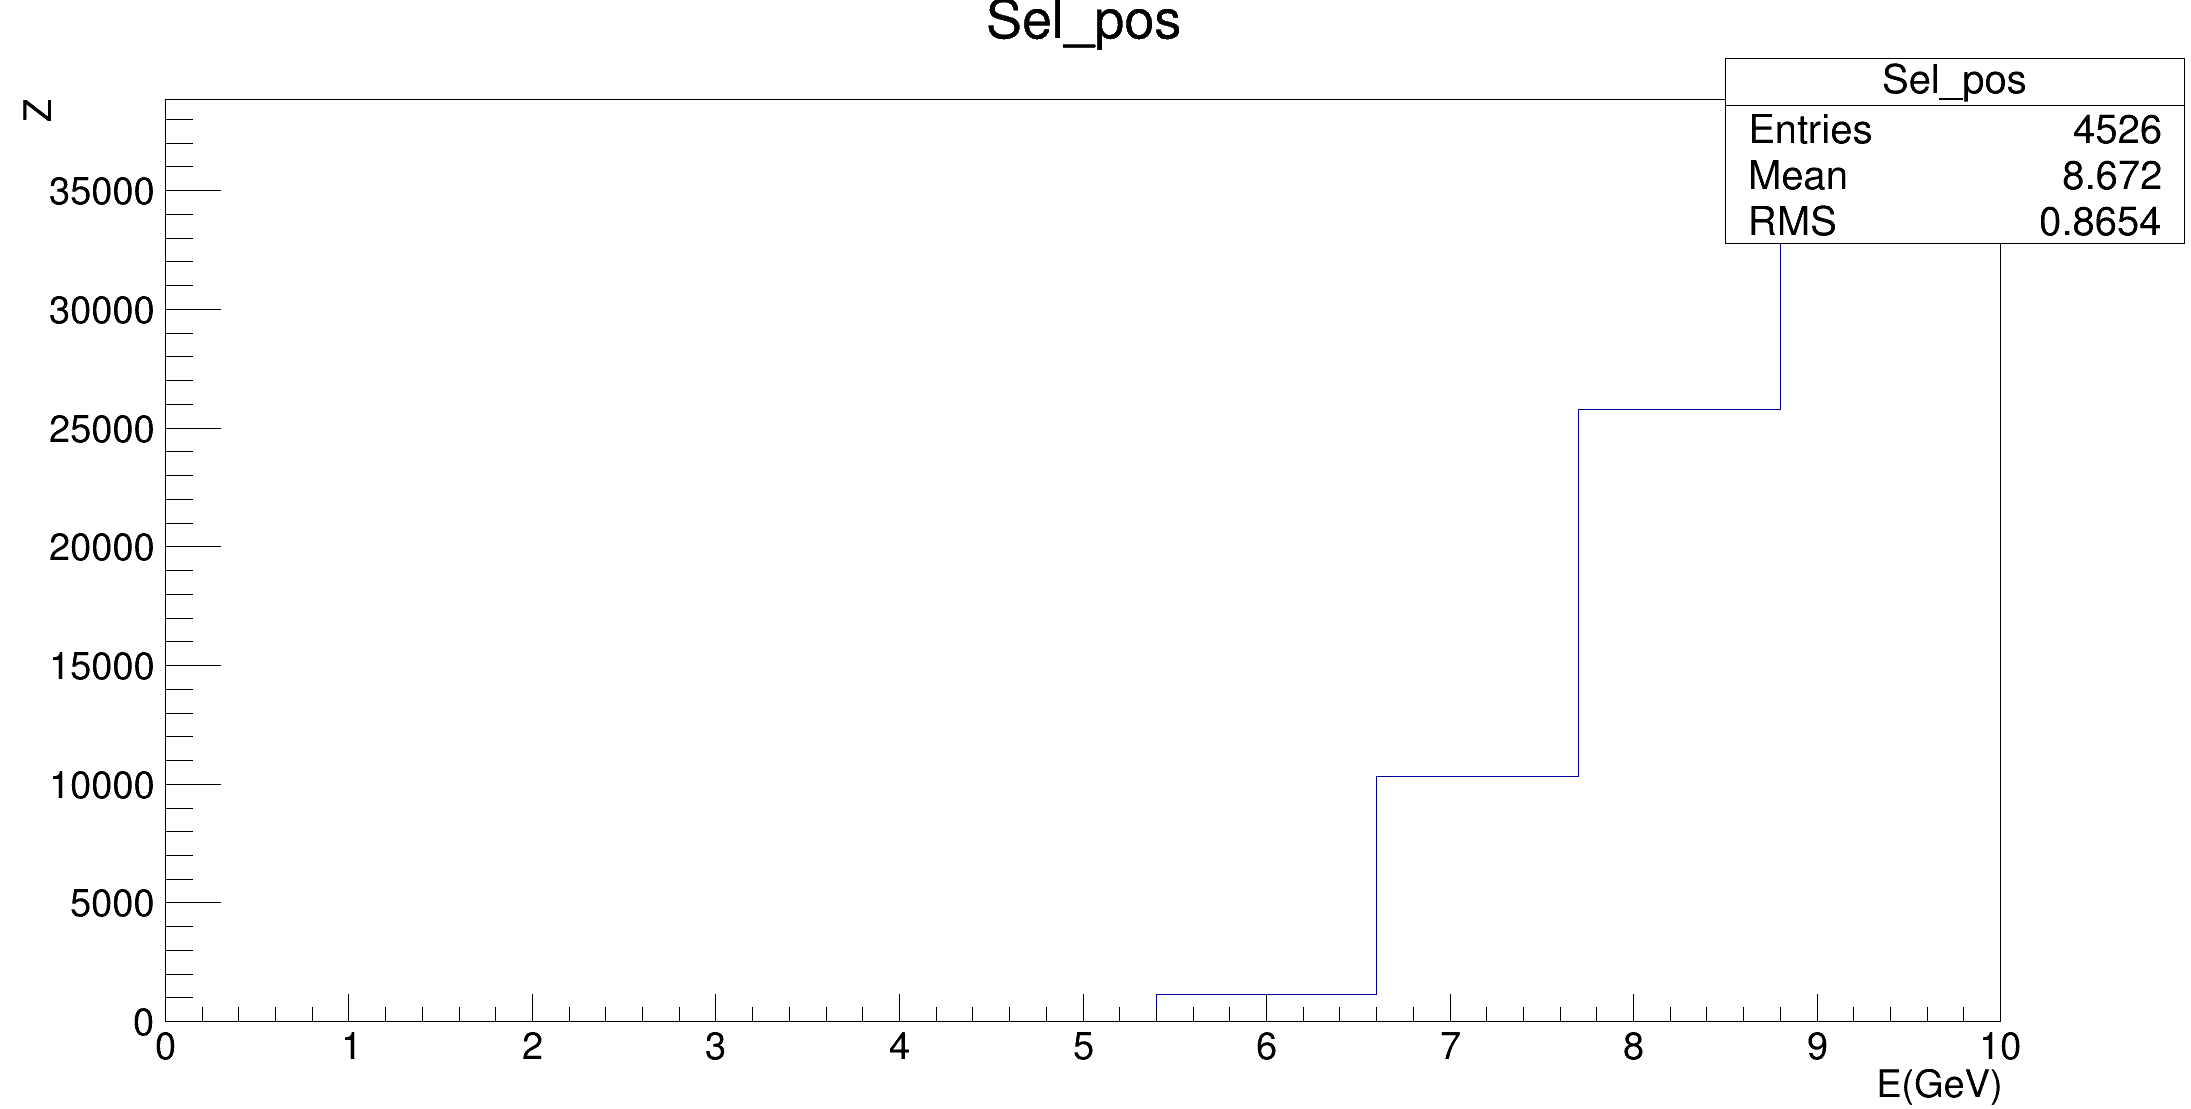 Sel_pos
Sel_pos
Entries 4526
Mean 8.672
RMS 0.8654
N
35000
30000
25000
20000
15000
10000
5000
0
0 1 2 3 4 5 6 7 8 9 10
E(GeV)